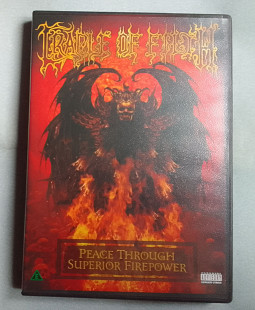 CRADLE OF FILTH
PEACE THROUGH
SUPERIOR FIREPOWER